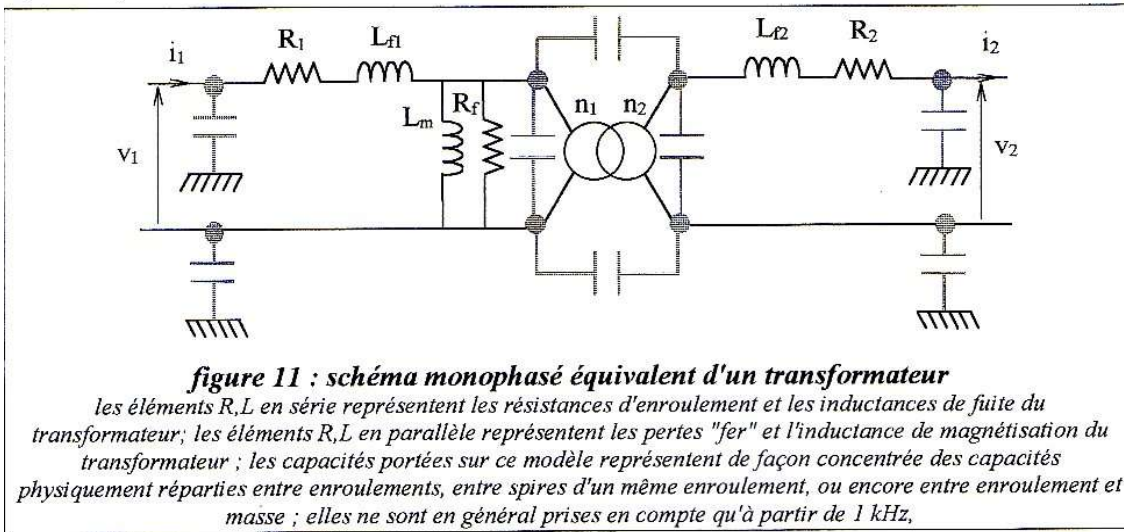 i1
R1
Lf1
Lm
Rf
n1
n2
Lf2
R2
i2
v1
v2
figure 11 : schéma monophasé équivalent d'un transformateur
les éléments R,L en série représentent les résistances d'enroulement et les inductances de fuite du
transformateur; les éléments R,L en parallèle représentent les pertes "fer" et l'inductance de magnétisation du
transformateur ; les capacités portées sur ce modèle représentent de façon concentrée des capacités
physiquement réparties entre enroulements, entre spires d'un même enroulement, ou encore entre enroulement et
masse ; elles ne sont en général prises en compte qu'à partir de 1 kHz,